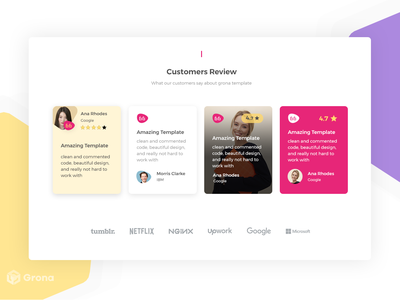 Customers Review
What our customers say about grona template
Ana Rhodes
Google
Amazing Template
clean and commented
code, beautiful design,
and really not hard to
work with
Amazing Template
clean and commented
code, beautiful design,
and really not hard to
work with
Morris Clarke
4.7
Amazing Template
clean and commented
code, beautiful design,
and really not hard to
work with
Ana Rhodes
Google
4.7
Amazing Template
clean and commented
code, beautiful design,
and really not hard to
work with
Ana Rhodes
Google
tumblr. NETFLIX NGINX Upwork Google Microsoft
Grona